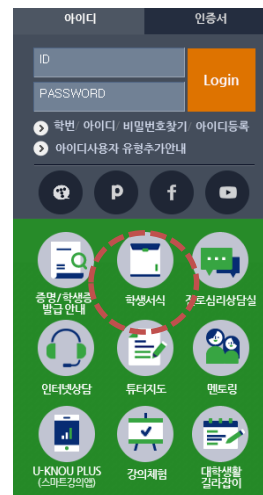 아이디 인증서
ID
PASSWORD
Login
학번/ 아이디/ 비밀번호찾기/ 아이디등록
아이디사용자 유형추가안내
증명/학생증
발급 안내
학생서식
진로심리상담실
인터넷상담
튜터지도
멘토링
U-KNOU PLUS
(스마트강의앱)
강의체험
대학생활
길라잡이